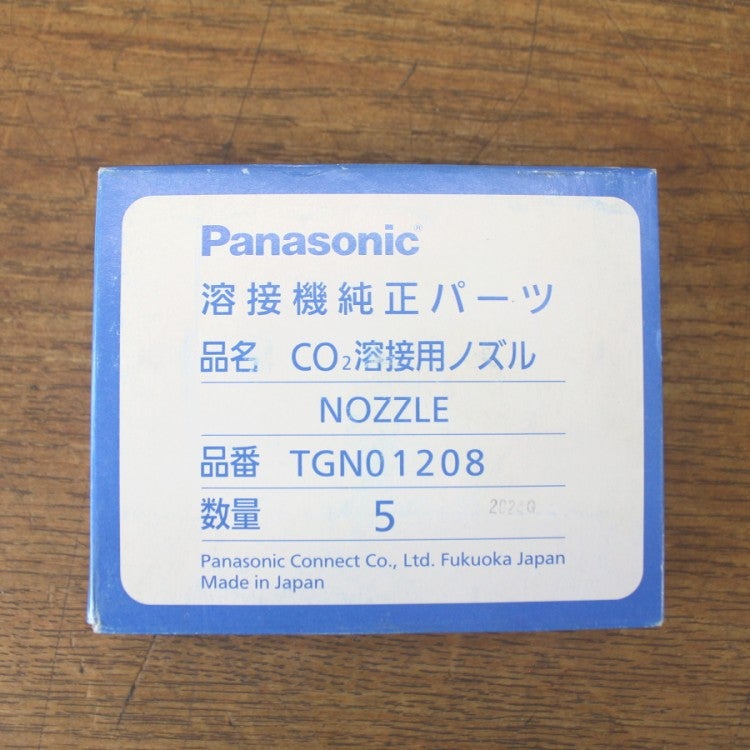 Panasonic®
溶接機純正パーツ
品名 CO₂溶接用ノズル
NOZZLE
品番 TGN01208
数量 5
Panasonic Connect Co., Ltd. Fukuoka Japan
Made in Japan